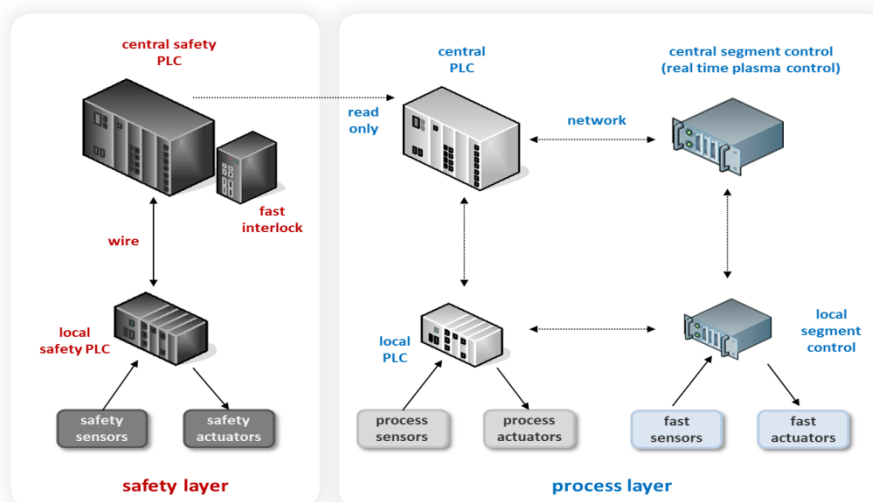 central safety
PLC
central
PLC
central segment control
(real time plasma control)
read
only
network
fast
interlock
wire
local
safety PLC
local
PLC
local
segment
control
safety
sensors
safety
actuators
process
sensors
process
actuators
fast
sensors
fast
actuators
safety layer
process layer